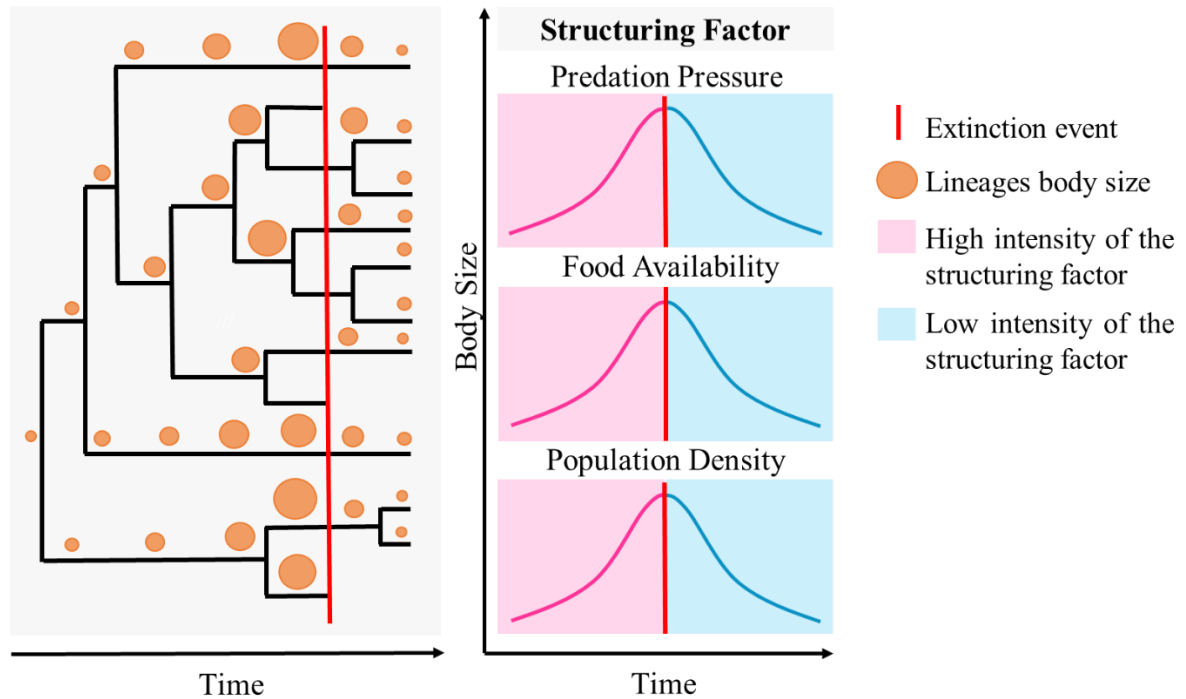 Structuring Factor
Predation Pressure
Food Availability
Population Density
Body Size
Time
Time
Extinction event
Lineages body size
High intensity of the
structuring factor
Low intensity of the
structuring factor